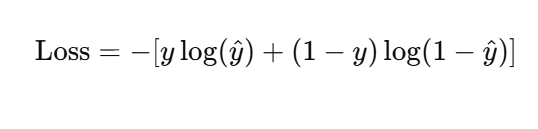 Loss = −[y log(ŷ) + (1 − y) log(1 − ŷ)]